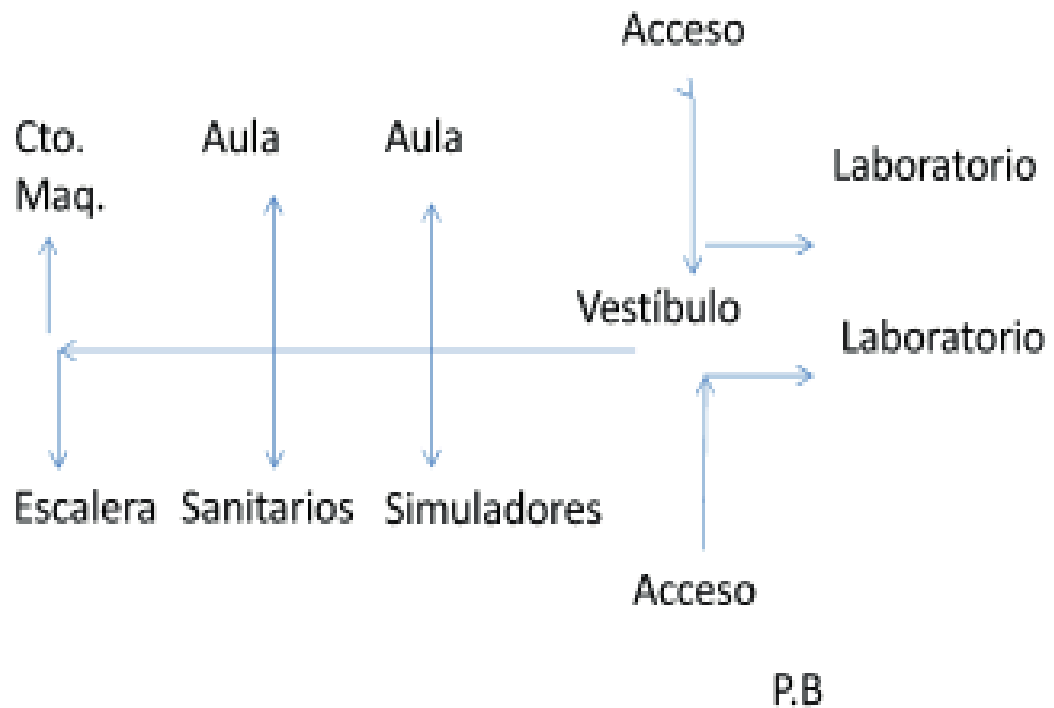 Acceso
Cto.
Maq.
Aula
Aula
Laboratorio
Vestíbulo
Laboratorio
Escalera
Sanitarios
Simuladores
Acceso
P.B